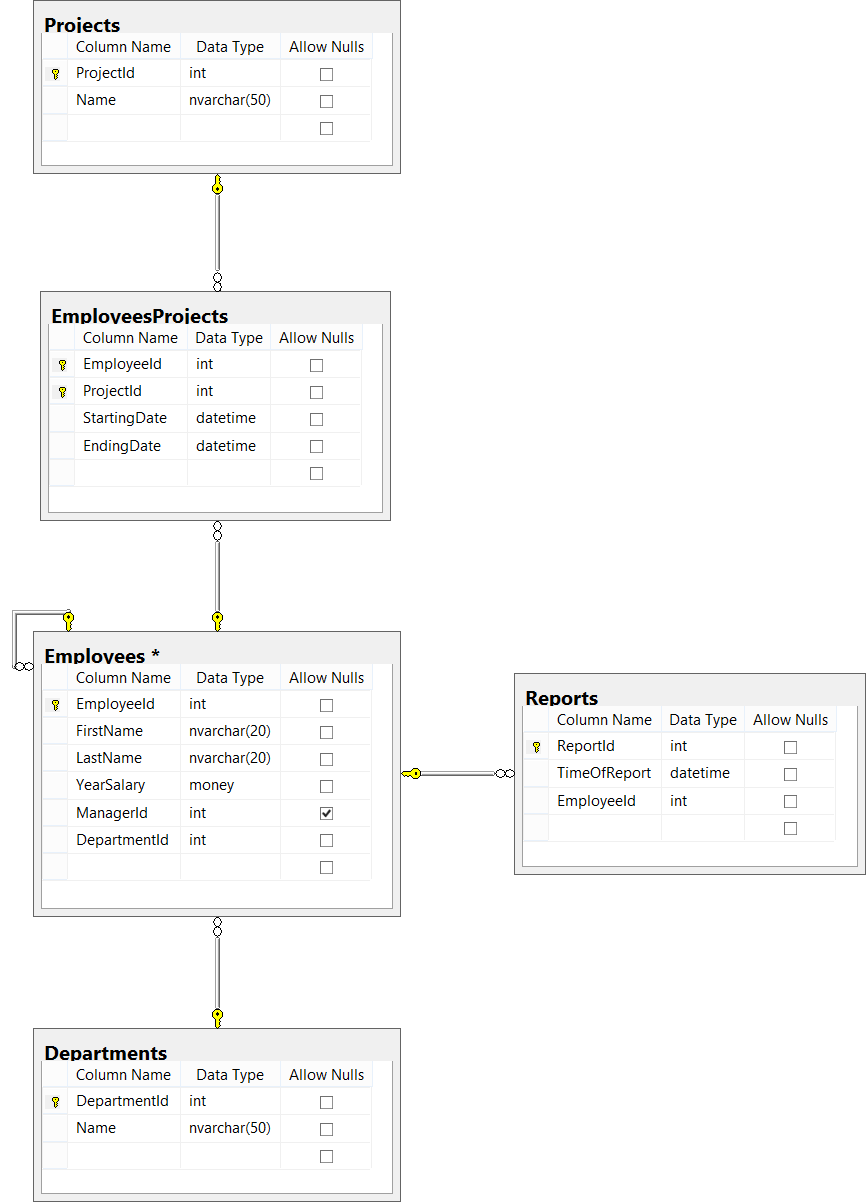 Projects
Column Name Data Type Allow Nulls
ProjectId int
Name nvarchar(50)
EmployeesProjects
Column Name Data Type Allow Nulls
EmployeeId int
ProjectId int
StartingDate datetime
EndingDate datetime
Employees *
Column Name Data Type Allow Nulls
EmployeeId int
FirstName nvarchar(20)
LastName nvarchar(20)
YearSalary money
ManagerId int
DepartmentId int
Reports
Column Name Data Type Allow Nulls
ReportId int
TimeOfReport datetime
EmployeeId int
Departments
Column Name Data Type Allow Nulls
DepartmentId int
Name nvarchar(50)